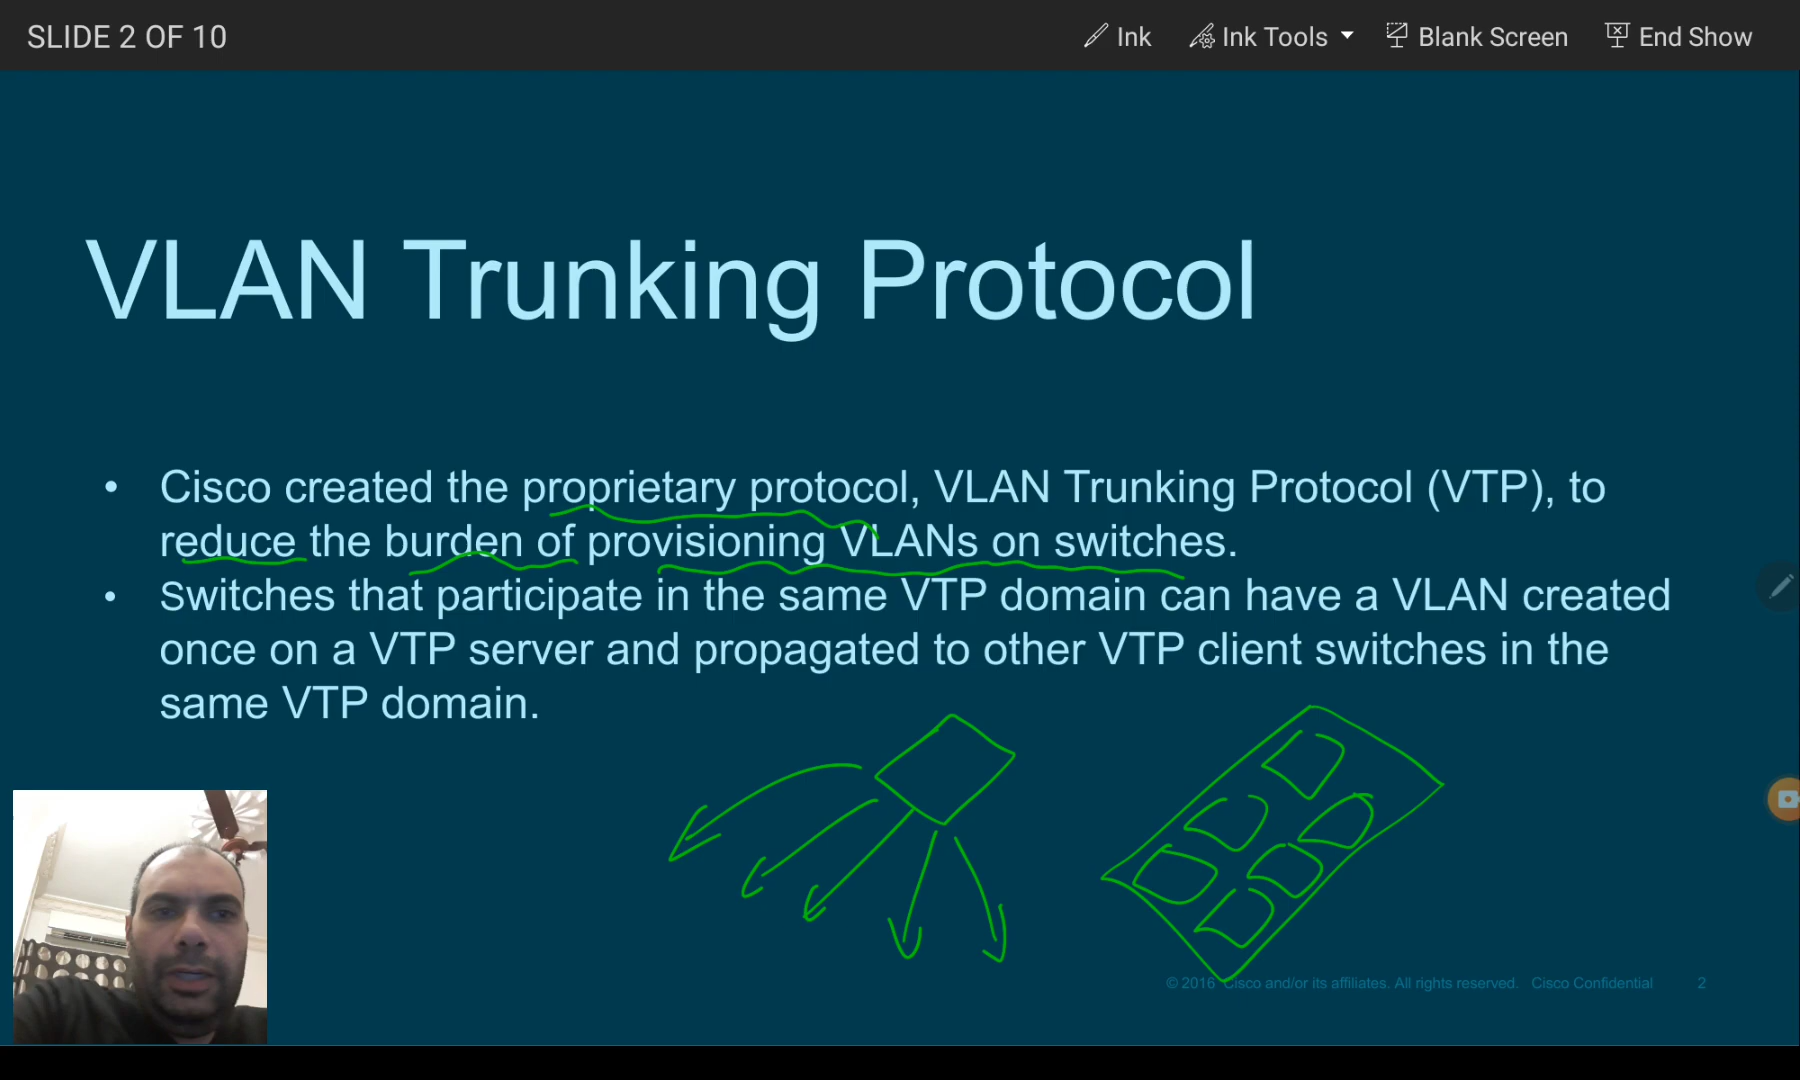 SLIDE 2 OF 10
Ink
Ink Tools
Blank Screen
End Show
VLAN Trunking Protocol
• Cisco created the proprietary protocol, VLAN Trunking Protocol (VTP), to
reduce the burden of provisioning VLANs on switches.
• Switches that participate in the same VTP domain can have a VLAN created
once on a VTP server and propagated to other VTP client switches in the
same VTP domain.
© 2016 Cisco and/or its affiliates. All rights reserved. Cisco Confidential 2